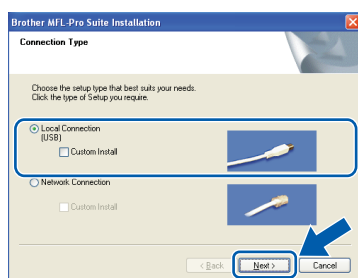 Brother MFL-Pro Suite Installation
Connection Type
Choose the setup type that best suits your needs.
Click the type of Setup you require.
Local Connection
(USB)
Custom Install
Network Connection
Custom Install
< Back
Next >
Cancel